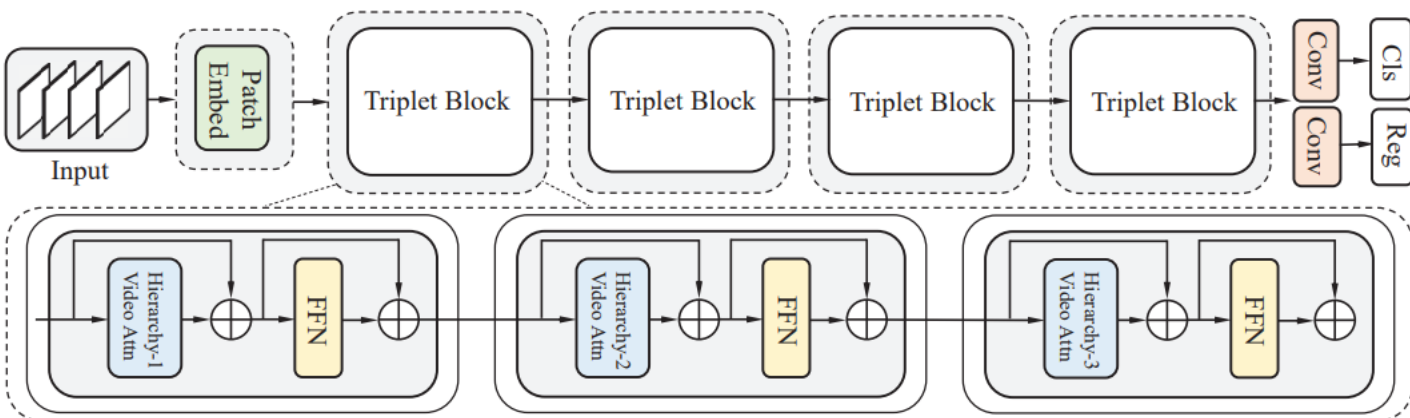 Input
Patch
Embed
Triplet Block
Triplet Block
Triplet Block
Triplet Block
Conv
Cls
Conv
Reg
Hierarchy-1
Video Attn
FFN
Hierarchy-2
Video Attn
FFN
Hierarchy-3
Video Attn
FFN